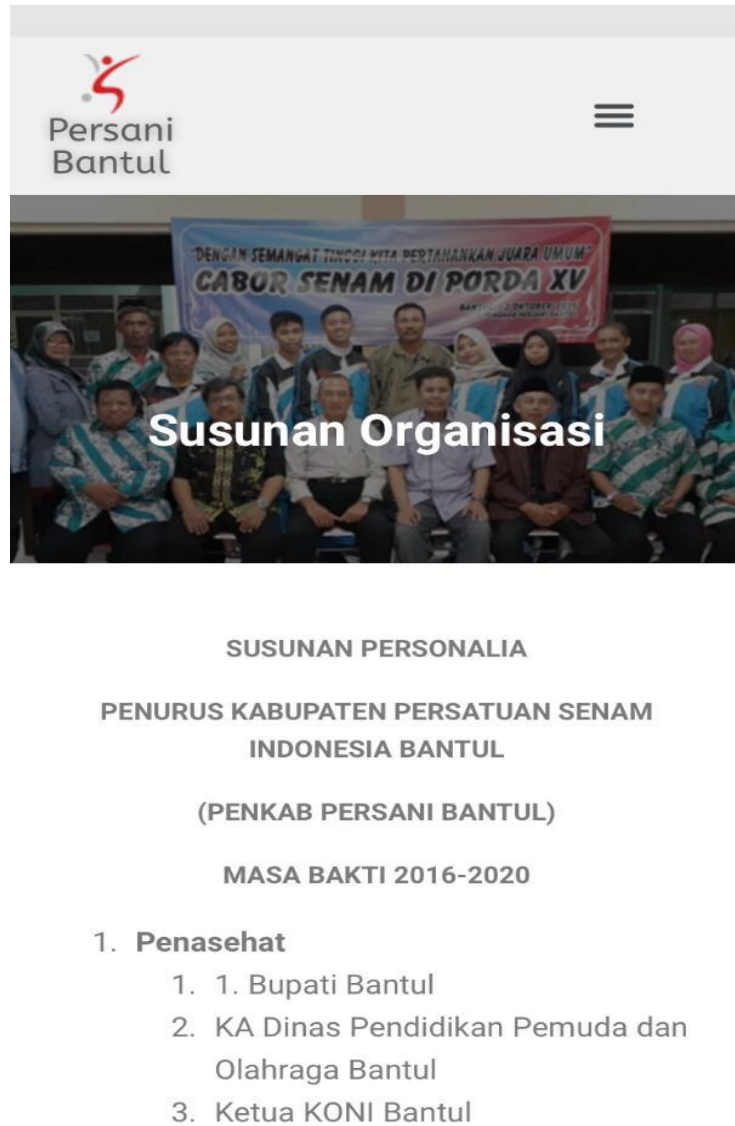 Persani
Bantul
"DENGAN SEMANGAT TINGGI KITA PERTAHANKAN JUARA UMUM"
CABOR SENAM DI PORDA XV
Susunan Organisasi
SUSUNAN PERSONALIA
PENURUS KABUPATEN PERSATUAN SENAM
INDONESIA BANTUL
(PENKAB PERSANI BANTUL)
MASA BAKTI 2016-2020
1. Penasehat
1. 1. Bupati Bantul
2. KA Dinas Pendidikan Pemuda dan
Olahraga Bantul
3. Ketua KONI Bantul